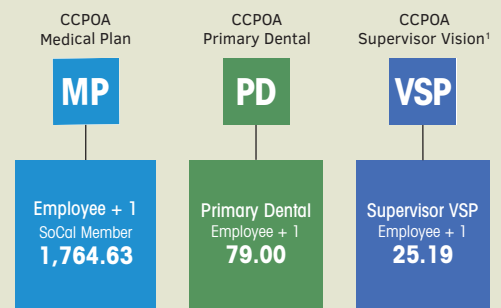 CCPOA
Medical Plan
MP
Employee + 1
SoCal Member
1,764.63
CCPOA
Primary Dental
PD
Primary Dental
Employee + 1
79.00
CCPOA
Supervisor Vision¹
VSP
Supervisor VSP
Employee + 1
25.19